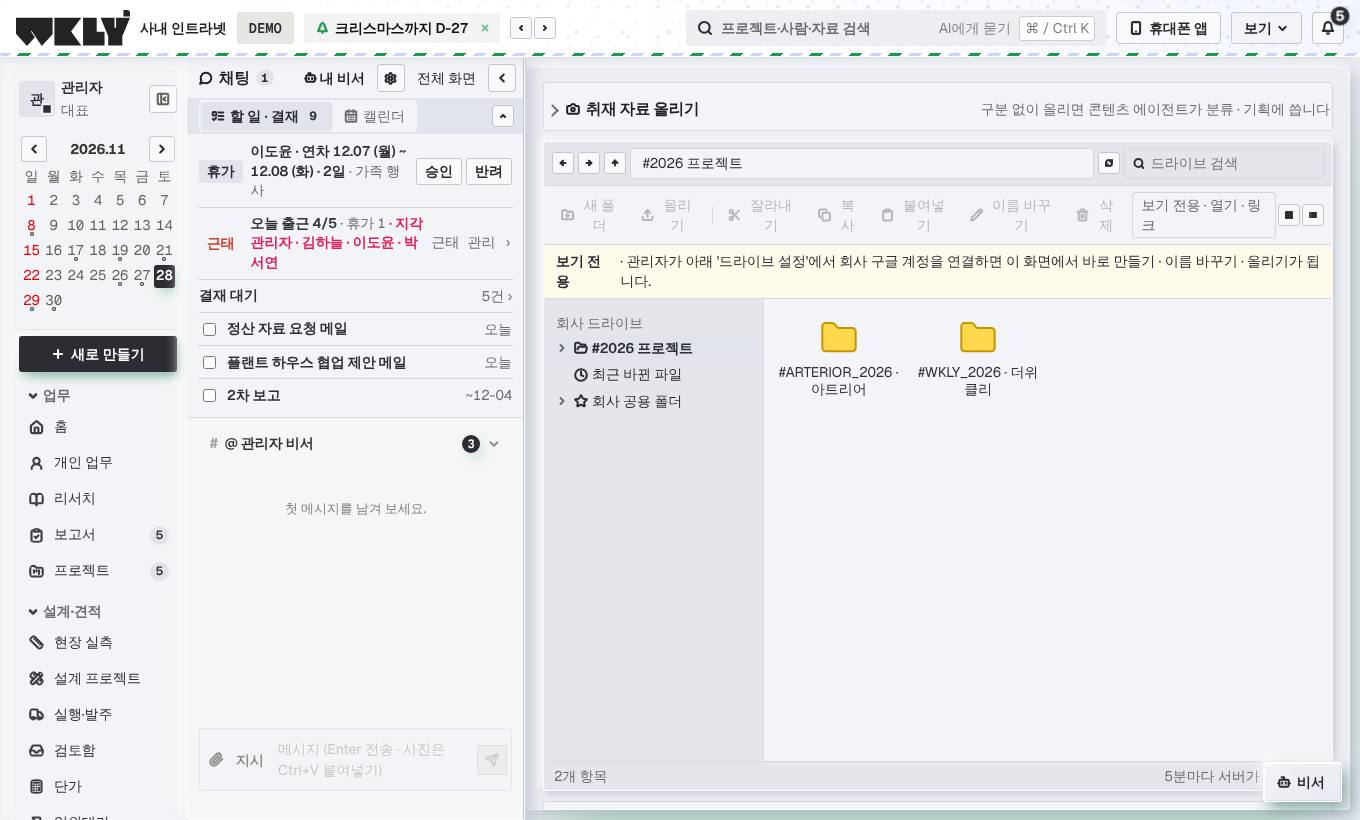 WKLY 사내 인트라넷 DEMO 크리스마스까지 D-27 ×
프로젝트·사람·자료 검색 AI에게 묻기 ⌘ / Ctrl K
휴대폰 앱 보기 5
관 관리자
대표
2026.11
일 월 화 수 목 금 토
1 2 3 4 5 6 7
8 9 10 11 12 13 14
15 16 17 18 19 20 21
22 23 24 25 26 27 28
29 30
+ 새로 만들기
업무
홈
개인 업무
리서치
보고서 5
프로젝트 5
설계·견적
현장 실측
설계 프로젝트
실행·발주
검토함
단가
채팅 1 내 비서 전체 화면
할 일 · 결재 9 캘린더
휴가 이도윤 · 연차 12.07 (월) ~
12.08 (화) · 2일 · 가족 행
사
승인 반려
근태 오늘 출근 4/5 · 휴가 1 · 지각
관리자 · 김하늘 · 이도윤 · 박
서연
근태 관리 ›
결재 대기 5건 ›
정산 자료 요청 메일 오늘
플랜트 하우스 협업 제안 메일 오늘
2차 보고 ~12-04
# @ 관리자 비서 3
첫 메시지를 남겨 보세요.
지시 메시지 (Enter 전송 · 사진은
Ctrl+V 붙여넣기)
취재 자료 올리기 구분 없이 올리면 콘텐츠 에이전트가 분류 · 기획에 씁니다
#2026 프로젝트 드라이브 검색
새 폴
더
올리
기
잘라내
기
복
사
붙여넣
기
이름 바꾸
기
삭
제
보기 전용 · 열기 · 링
크
보기 전
용
· 관리자가 아래 '드라이브 설정'에서 회사 구글 계정을 연결하면 이 화면에서 바로 만들기 · 이름 바꾸기 · 올리기가 됩
니다.
회사 드라이브
#2026 프로젝트
최근 바뀐 파일
회사 공용 폴더
#ARTERIOR_2026 ·
아트리어
#WKLY_2026 · 더위
클리
2개 항목 5분마다 서버가
비서